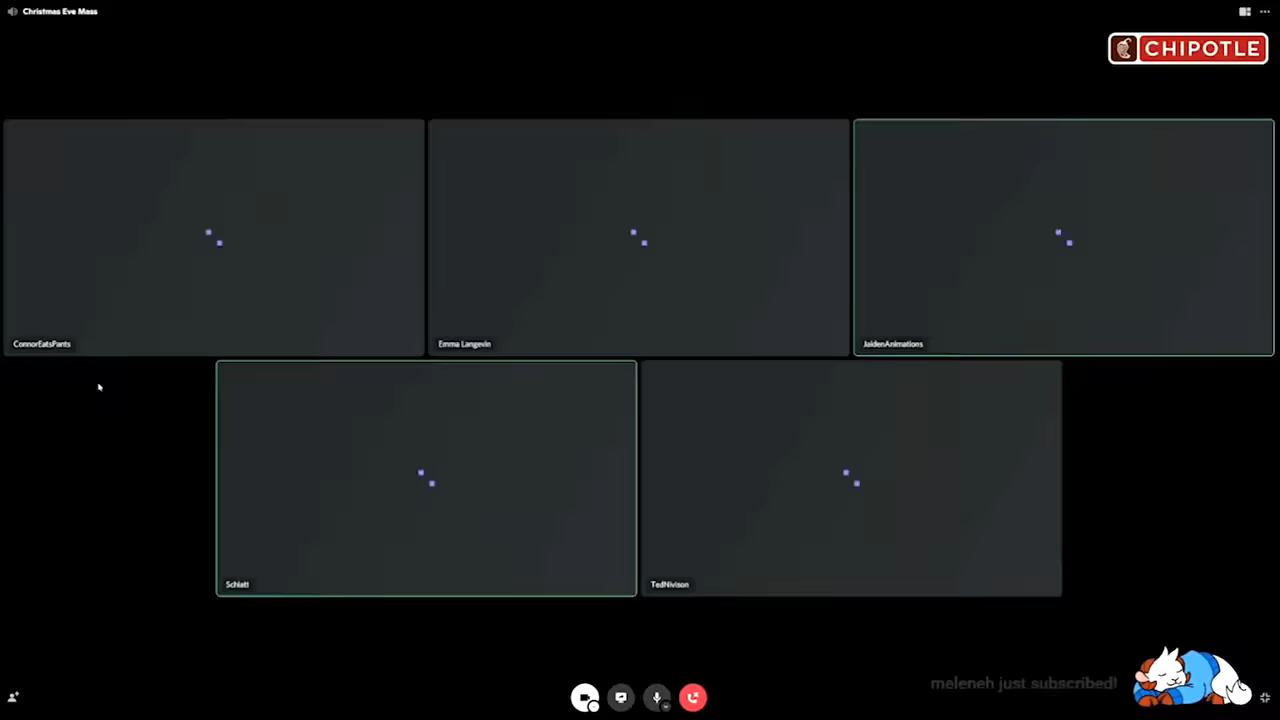 Christmas Eve Mass
CHIPOTLE
ConnorEatsPants
Emma Langevin
JaidenAnimations
Schlatt
TedNivison
meleneh just subscribed!